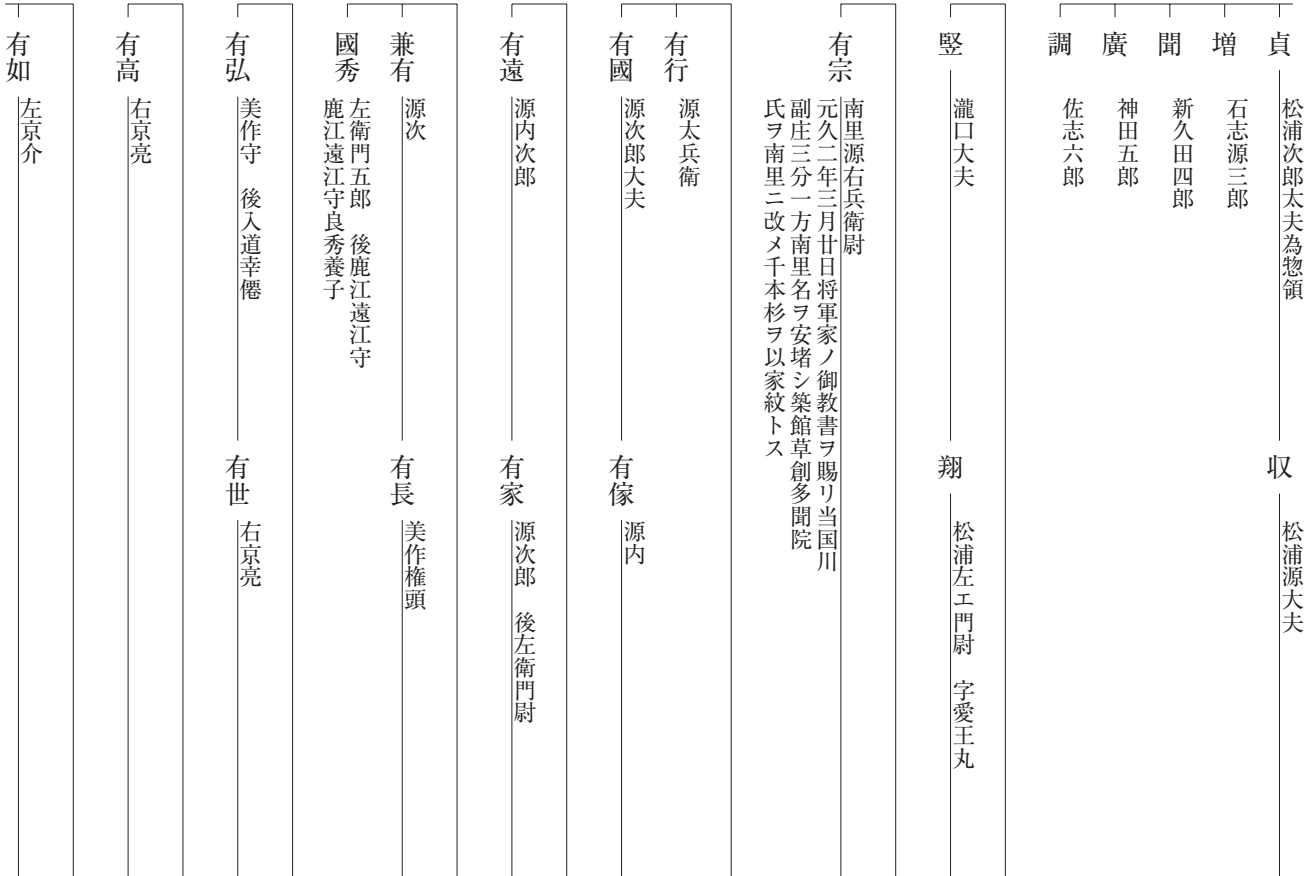 貞
松浦次郎太夫為惣領
収
松浦源大夫
増
石志源三郎
聞
新久田四郎
廣
神田五郎
調
佐志六郎
竪
瀧口大夫
翔
松浦左エ門尉　字愛王丸
有宗
南里源右兵衛尉
元久二年三月廿日将軍家ノ御教書ヲ賜リ当国川
副庄三分一方南里名ヲ安堵シ築館草創多聞院
氏ヲ南里ニ改メ千本杉ヲ以家紋トス
有行
源太兵衛
有國
源次郎大夫
有傢
源内
有遠
源内次郎
有家
源次郎　後左衛門尉
兼有
源次
有長
美作権頭
國秀
左衛門五郎　後鹿江遠江守
鹿江遠江守良秀養子
有弘
美作守　後入道幸僊
有世
右京亮
有高
右京亮
有如
左京介